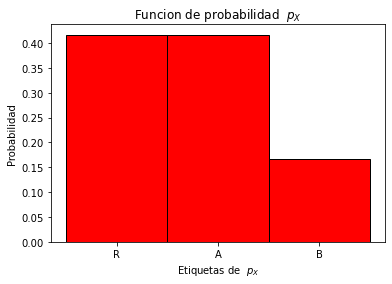 Funcion de probabilidad p_X
Probabilidad
0.40
0.35
0.30
0.25
0.20
0.15
0.10
0.05
0.00
R A B
Etiquetas de p_X